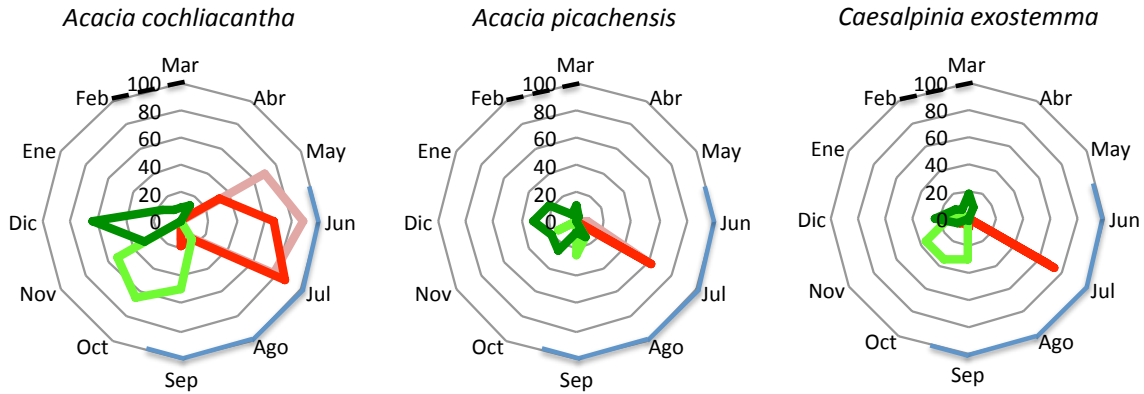 Acacia cochliacantha
Mar
Abr
May
Jun
Jul
Ago
Sep
Oct
Nov
Dic
Ene
Feb
100
80
60
40
20
0
Acacia picachensis
Mar
Abr
May
Jun
Jul
Ago
Sep
Oct
Nov
Dic
Ene
Feb
100
80
60
40
20
0
Caesalpinia exostemma
Mar
Abr
May
Jun
Jul
Ago
Sep
Oct
Nov
Dic
Ene
Feb
100
80
60
40
20
0